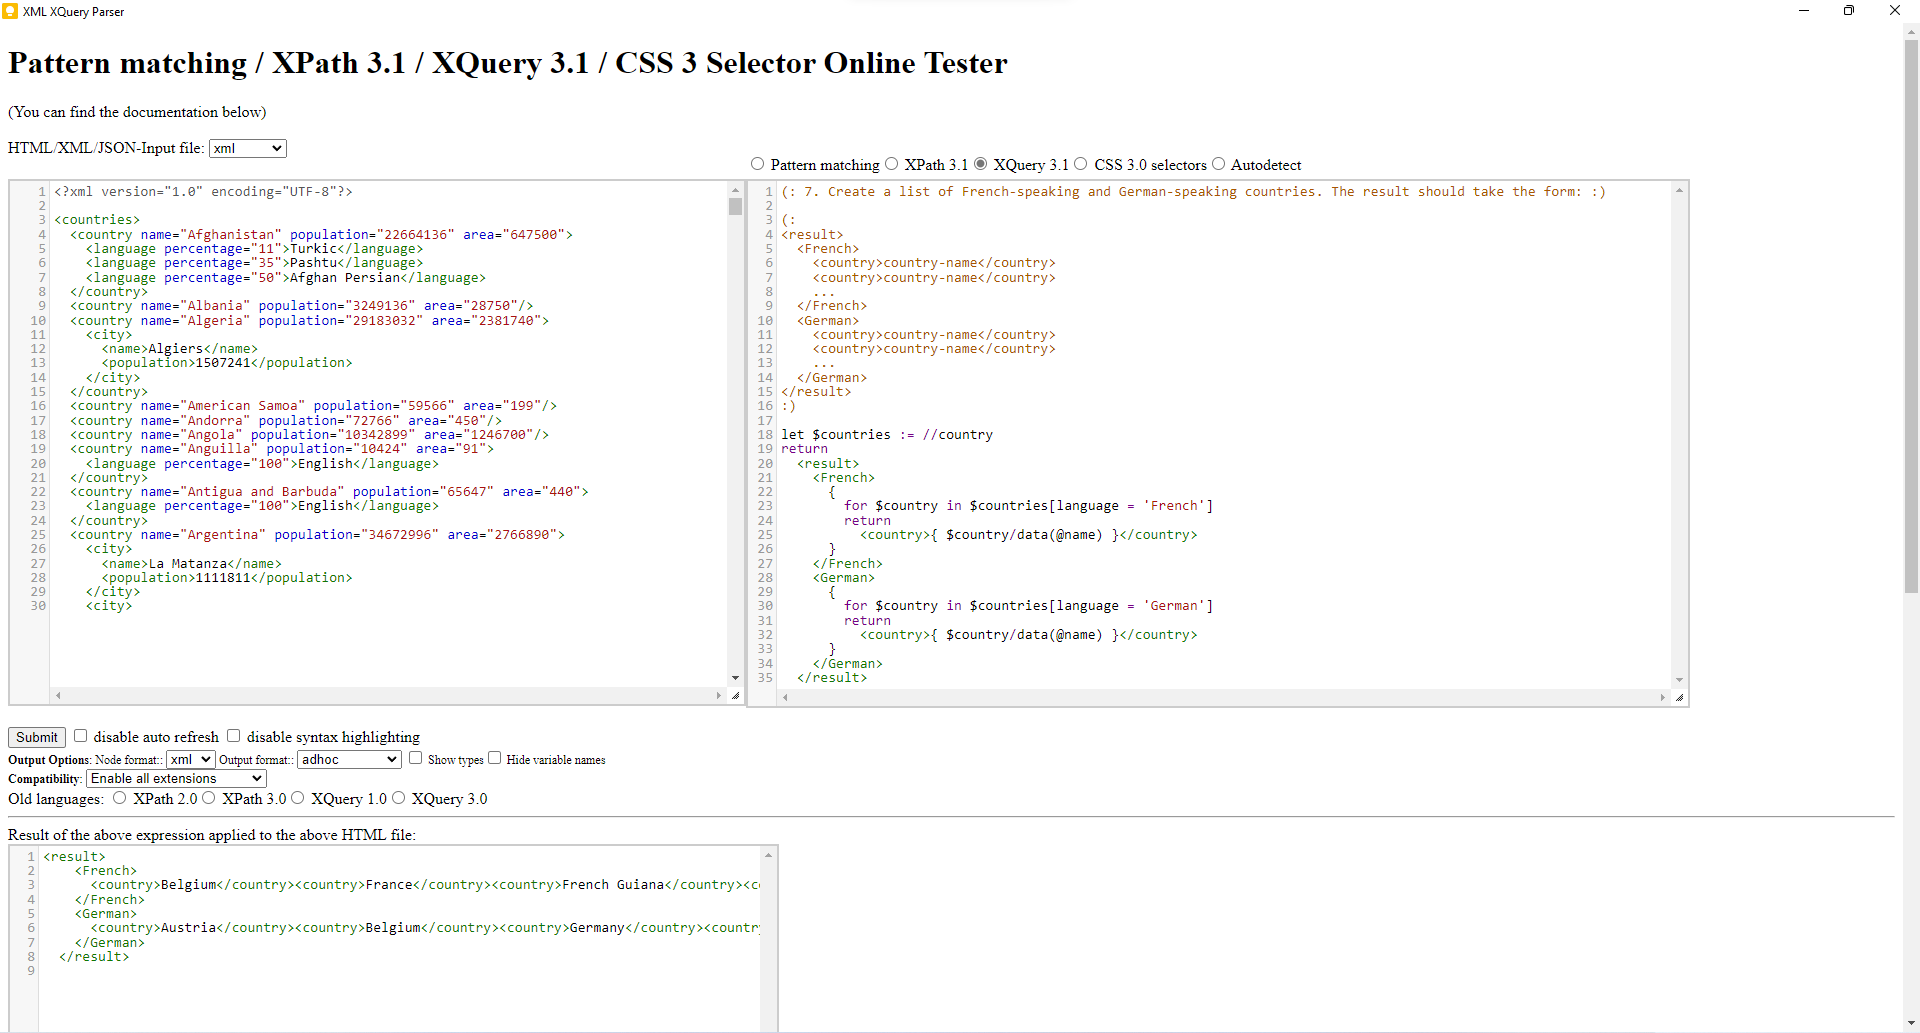 XML XQuery Parser
Pattern matching / XPath 3.1 / XQuery 3.1 / CSS 3 Selector Online Tester
(You can find the documentation below)
HTML/XML/JSON-Input file: xml
Pattern matching XPath 3.1 XQuery 3.1 CSS 3.0 selectors Autodetect
1 <?xml version="1.0" encoding="UTF-8"?>
2
3 <countries>
4 <country name="Afghanistan" population="22664136" area="647500">
5 <language percentage="11">Turkic</language>
6 <language percentage="35">Pashtu</language>
7 <language percentage="50">Afghan Persian</language>
8 </country>
9 <country name="Albania" population="3249136" area="28750"/>
10 <country name="Algeria" population="29183032" area="2381740">
11 <city>
12 <name>Algiers</name>
13 <population>1507241</population>
14 </city>
15 </country>
16 <country name="American Samoa" population="59566" area="199"/>
17 <country name="Andorra" population="72766" area="450"/>
18 <country name="Angola" population="10342899" area="1246700"/>
19 <country name="Anguilla" population="10424" area="91">
20 <language percentage="100">English</language>
21 </country>
22 <country name="Antigua and Barbuda" population="65647" area="440">
23 <language percentage="100">English</language>
24 </country>
25 <country name="Argentina" population="34672996" area="2766890">
26 <city>
27 <name>La Matanza</name>
28 <population>1111811</population>
29 </city>
30 <city>
1 (: 7. Create a list of French-speaking and German-speaking countries. The result should take the form: :)
2
3 (:
4 <result>
5 <French>
6 <country>country-name</country>
7 <country>country-name</country>
8 ...
9 </French>
10 <German>
11 <country>country-name</country>
12 <country>country-name</country>
13 ...
14 </German>
15 </result>
16 :)
17
18 let $countries := //country
19 return
20 <result>
21 <French>
22 {
23 for $country in $countries[language = 'French']
24 return
25 <country>{ $country/data(@name) }</country>
26 }
27 </French>
28 <German>
29 {
30 for $country in $countries[language = 'German']
31 return
32 <country>{ $country/data(@name) }</country>
33 }
34 </German>
35 </result>
Submit disable auto refresh disable syntax highlighting
Output Options: Node format:: xml Output format:: adhoc Show types Hide variable names
Compatibility: Enable all extensions
Old languages: XPath 2.0 XPath 3.0 XQuery 1.0 XQuery 3.0
Result of the above expression applied to the above HTML file:
1 <result>
2 <French>
3 <country>Belgium</country><country>France</country><country>French Guiana</country><c
4 </French>
5 <German>
6 <country>Austria</country><country>Belgium</country><country>Germany</country><countr
7 </German>
8 </result>
9